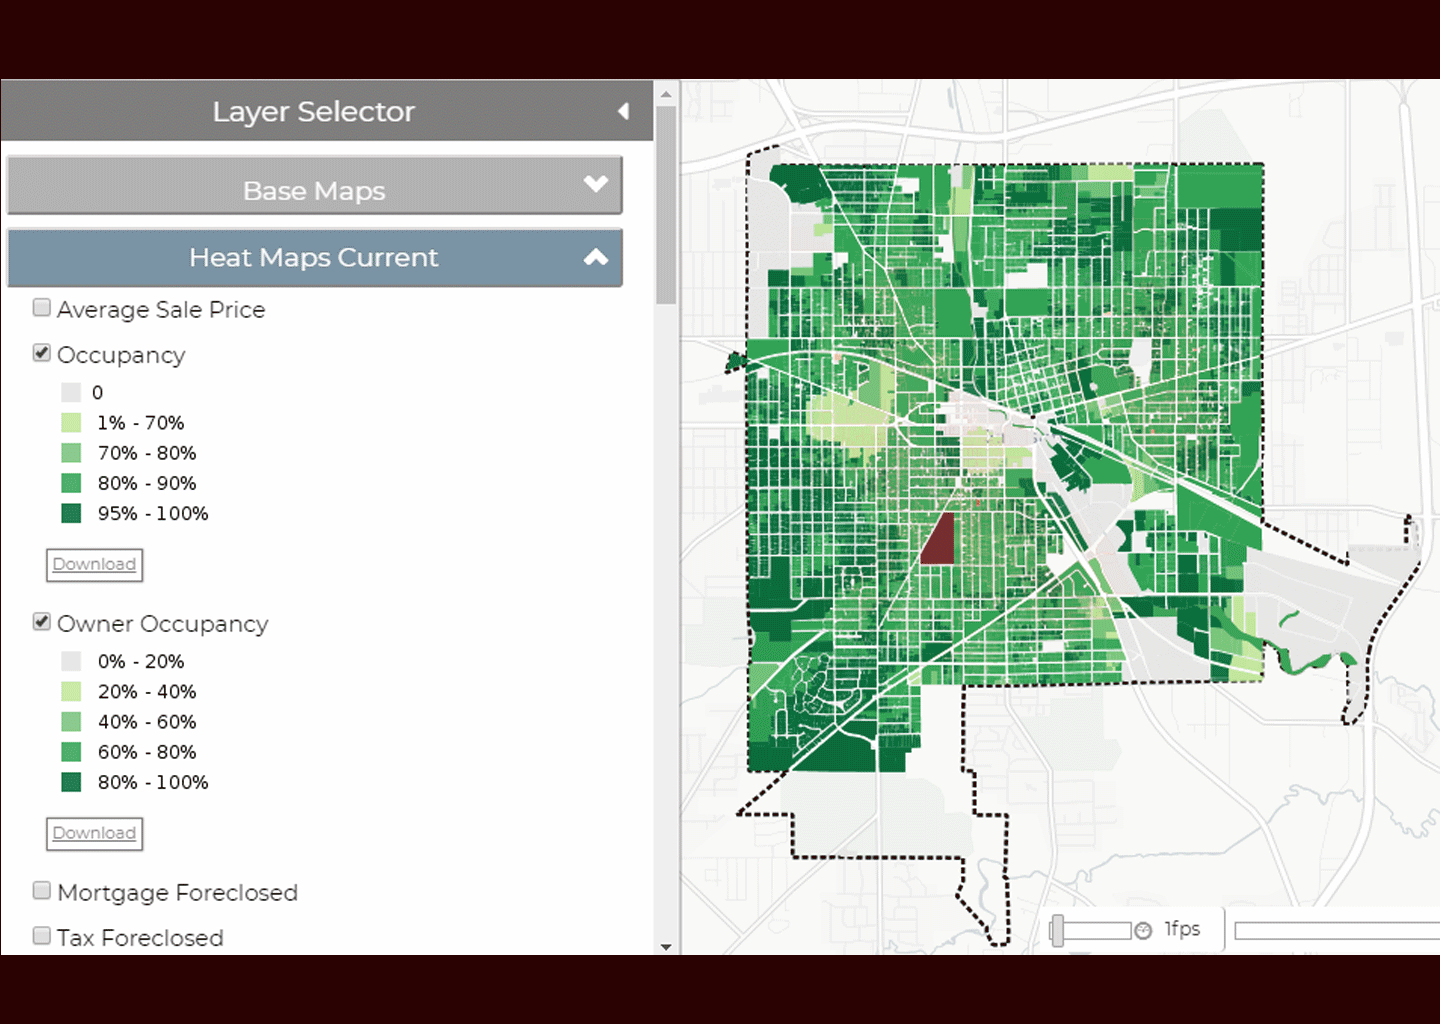 Layer Selector
Base Maps
Heat Maps Current
Average Sale Price
Occupancy
0
1% - 70%
70% - 80%
80% - 90%
95% - 100%
Download
Owner Occupancy
0% - 20%
20% - 40%
40% - 60%
60% - 80%
80% - 100%
Download
Mortgage Foreclosed
Tax Foreclosed
1fps